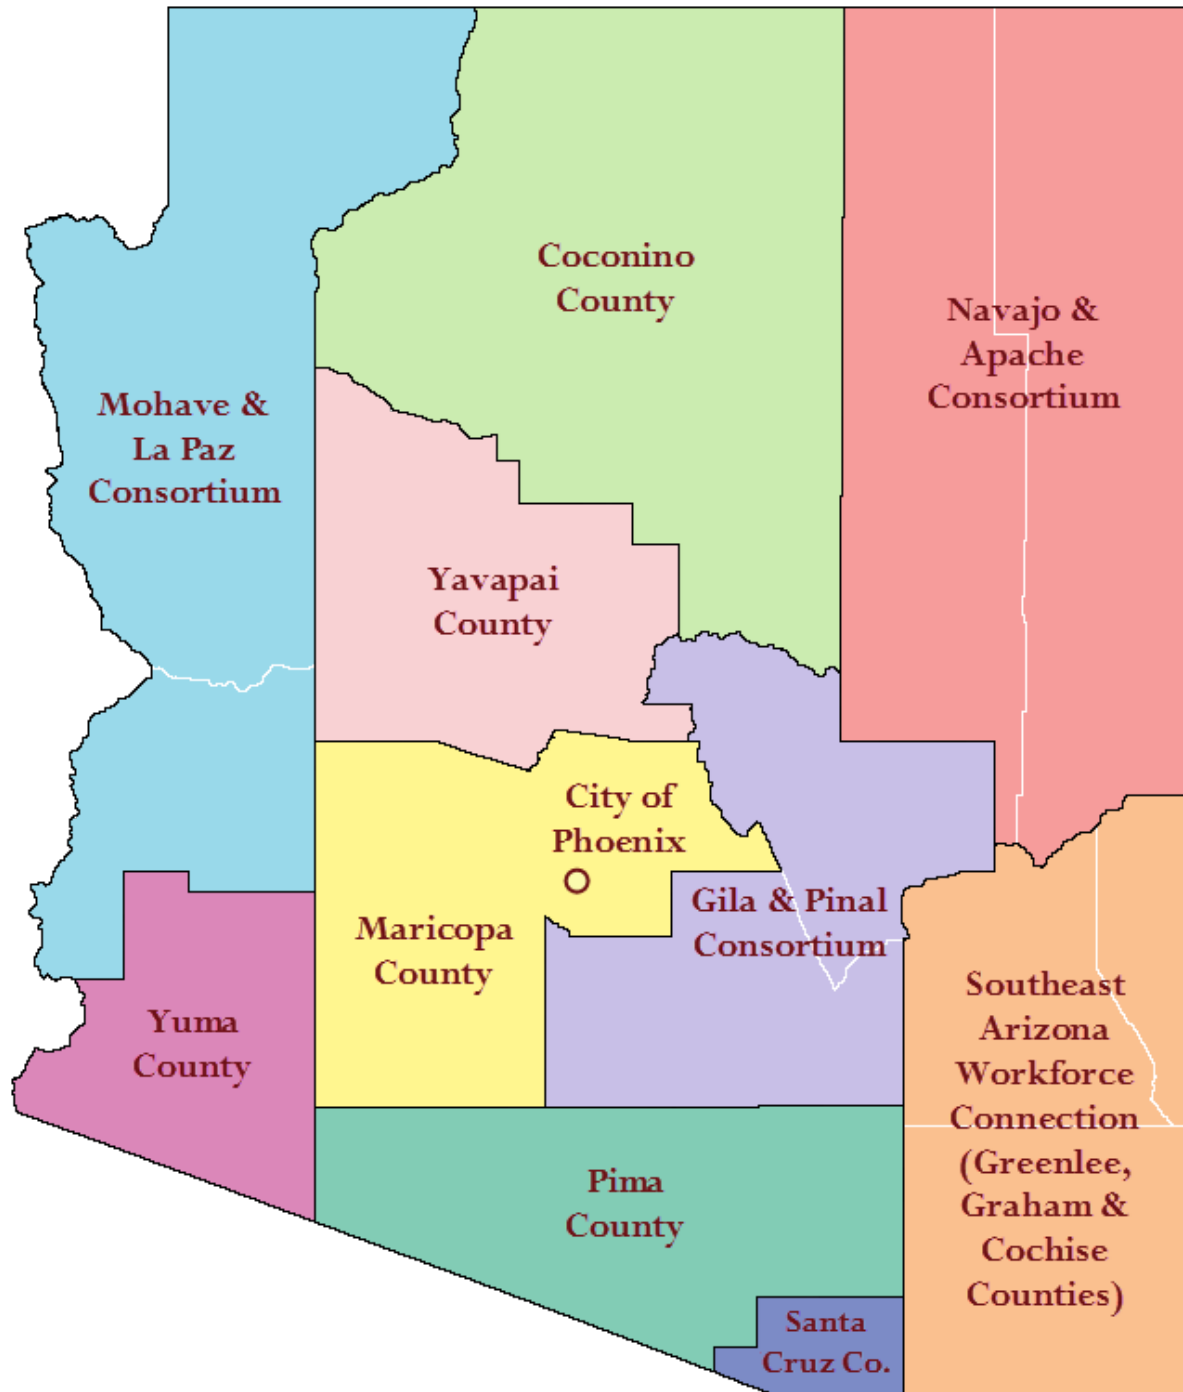 Coconino
County
Navajo &
Apache
Consortium
Mohave &
La Paz
Consortium
Yavapai
County
City of
Phoenix
Maricopa
County
Gila & Pinal
Consortium
Yuma
County
Southeast
Arizona
Workforce
Connection
(Greenlee,
Graham &
Cochise
Counties)
Pima
County
Santa
Cruz Co.